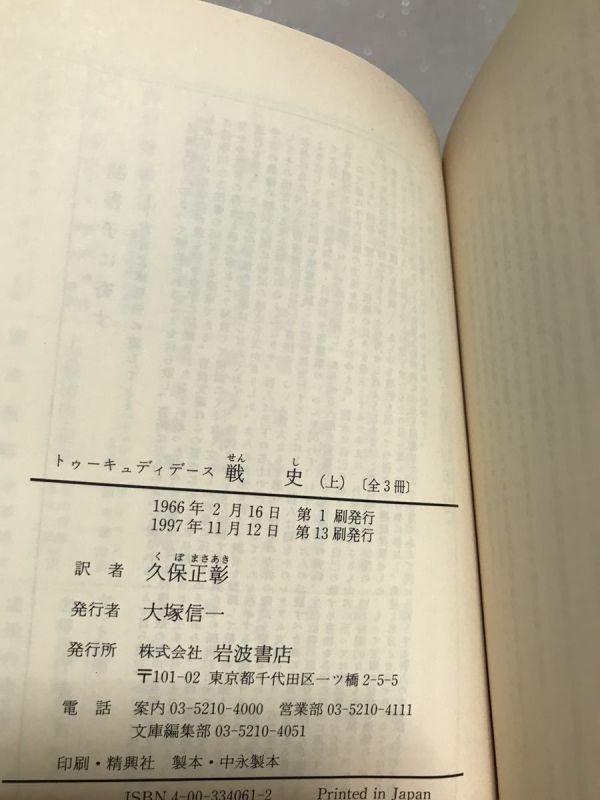 トゥーキュディデース 戦史 (上) 〔全3冊〕
せん し
1966年2月16日 第1刷発行
1997年11月12日 第13刷発行
くぼまさあき
訳者 久保正彰
発行者 大塚信一
発行所 株式会社 岩波書店
〒101-02 東京都千代田区一ツ橋2-5-5
電話 案内03-5210-4000 営業部03-5210-4111
文庫編集部03-5210-4051
印刷・精興社 製本・中永製本
ISBN4-00-334061-2 Printed in Japan